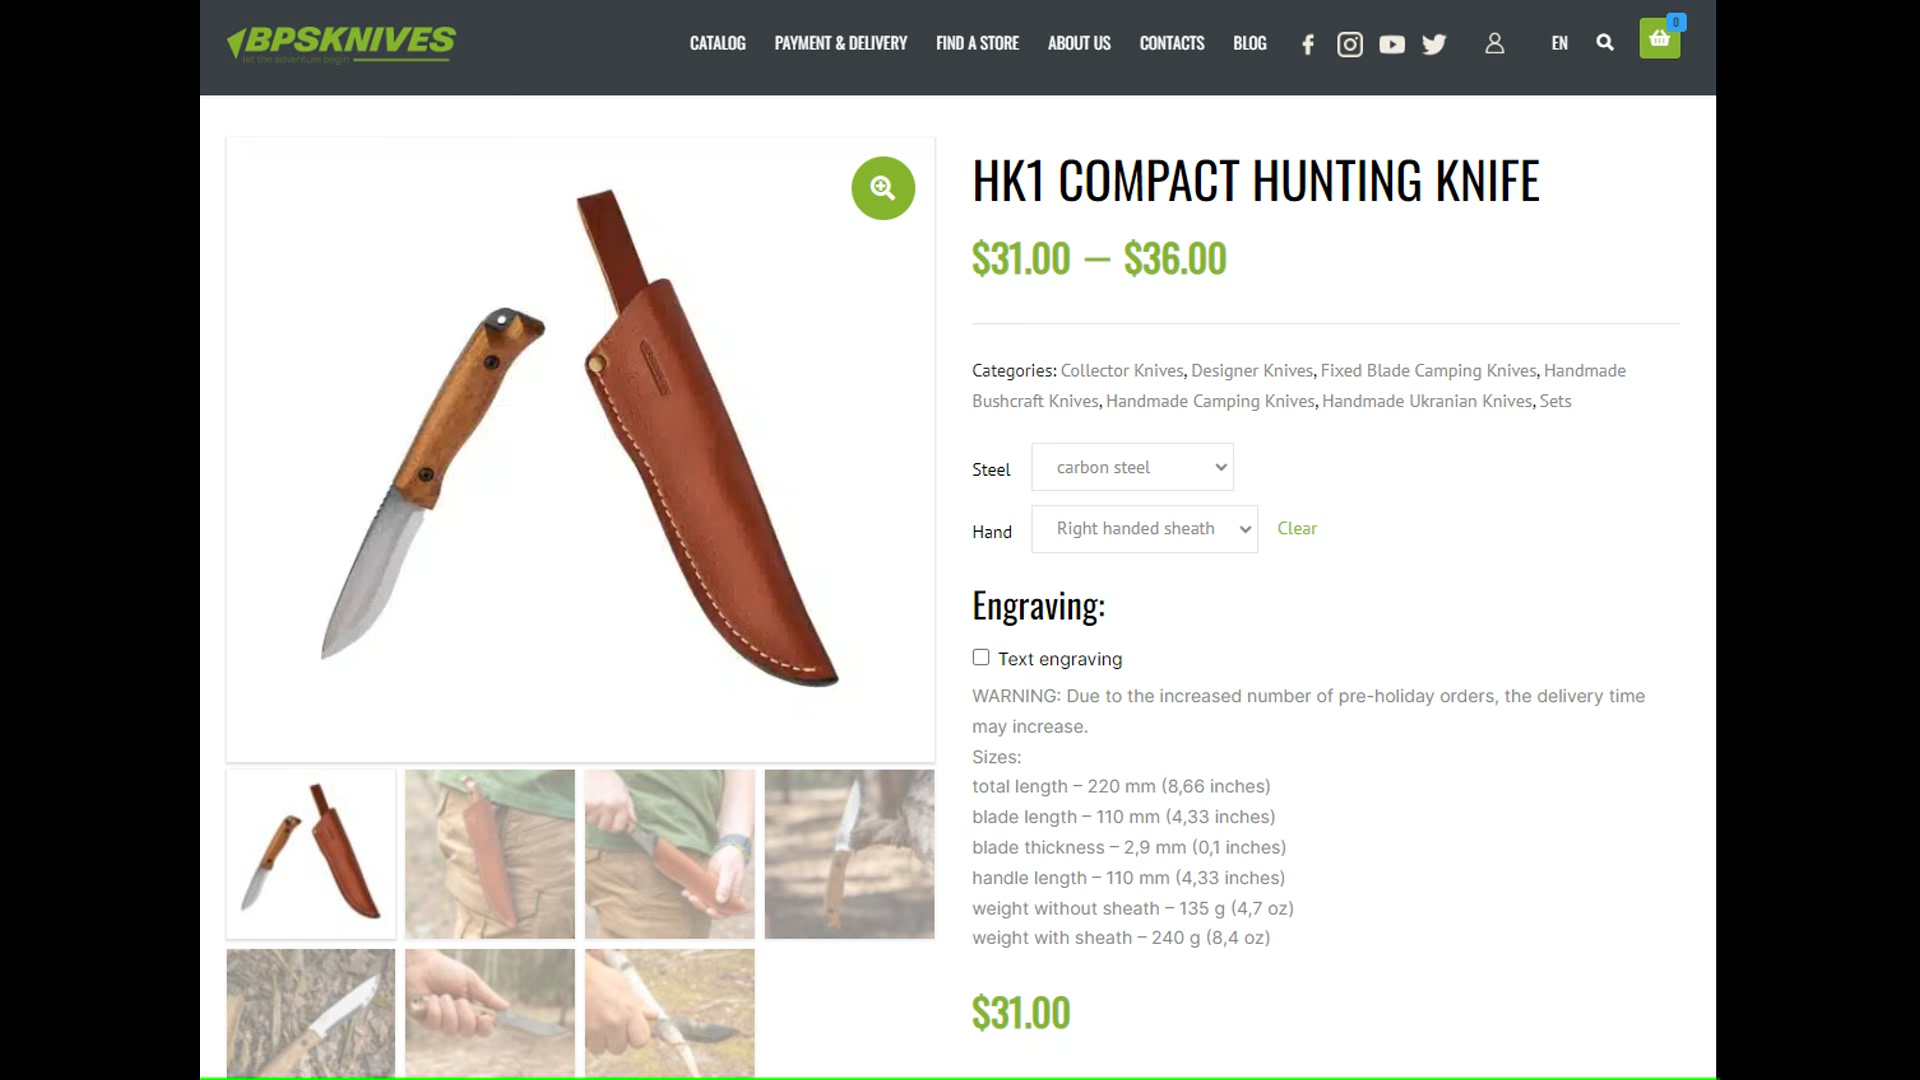 BPSKNIVES
let the adventure begin
CATALOG PAYMENT & DELIVERY FIND A STORE ABOUT US CONTACTS BLOG EN 0
HK1 COMPACT HUNTING KNIFE
$31.00 — $36.00
Categories: Collector Knives, Designer Knives, Fixed Blade Camping Knives, Handmade
Bushcraft Knives, Handmade Camping Knives, Handmade Ukranian Knives, Sets
Steel carbon steel
Hand Right handed sheath Clear
Engraving:
Text engraving
WARNING: Due to the increased number of pre-holiday orders, the delivery time
may increase.
Sizes:
total length – 220 mm (8,66 inches)
blade length – 110 mm (4,33 inches)
blade thickness – 2,9 mm (0,1 inches)
handle length – 110 mm (4,33 inches)
weight without sheath – 135 g (4,7 oz)
weight with sheath – 240 g (8,4 oz)
$31.00